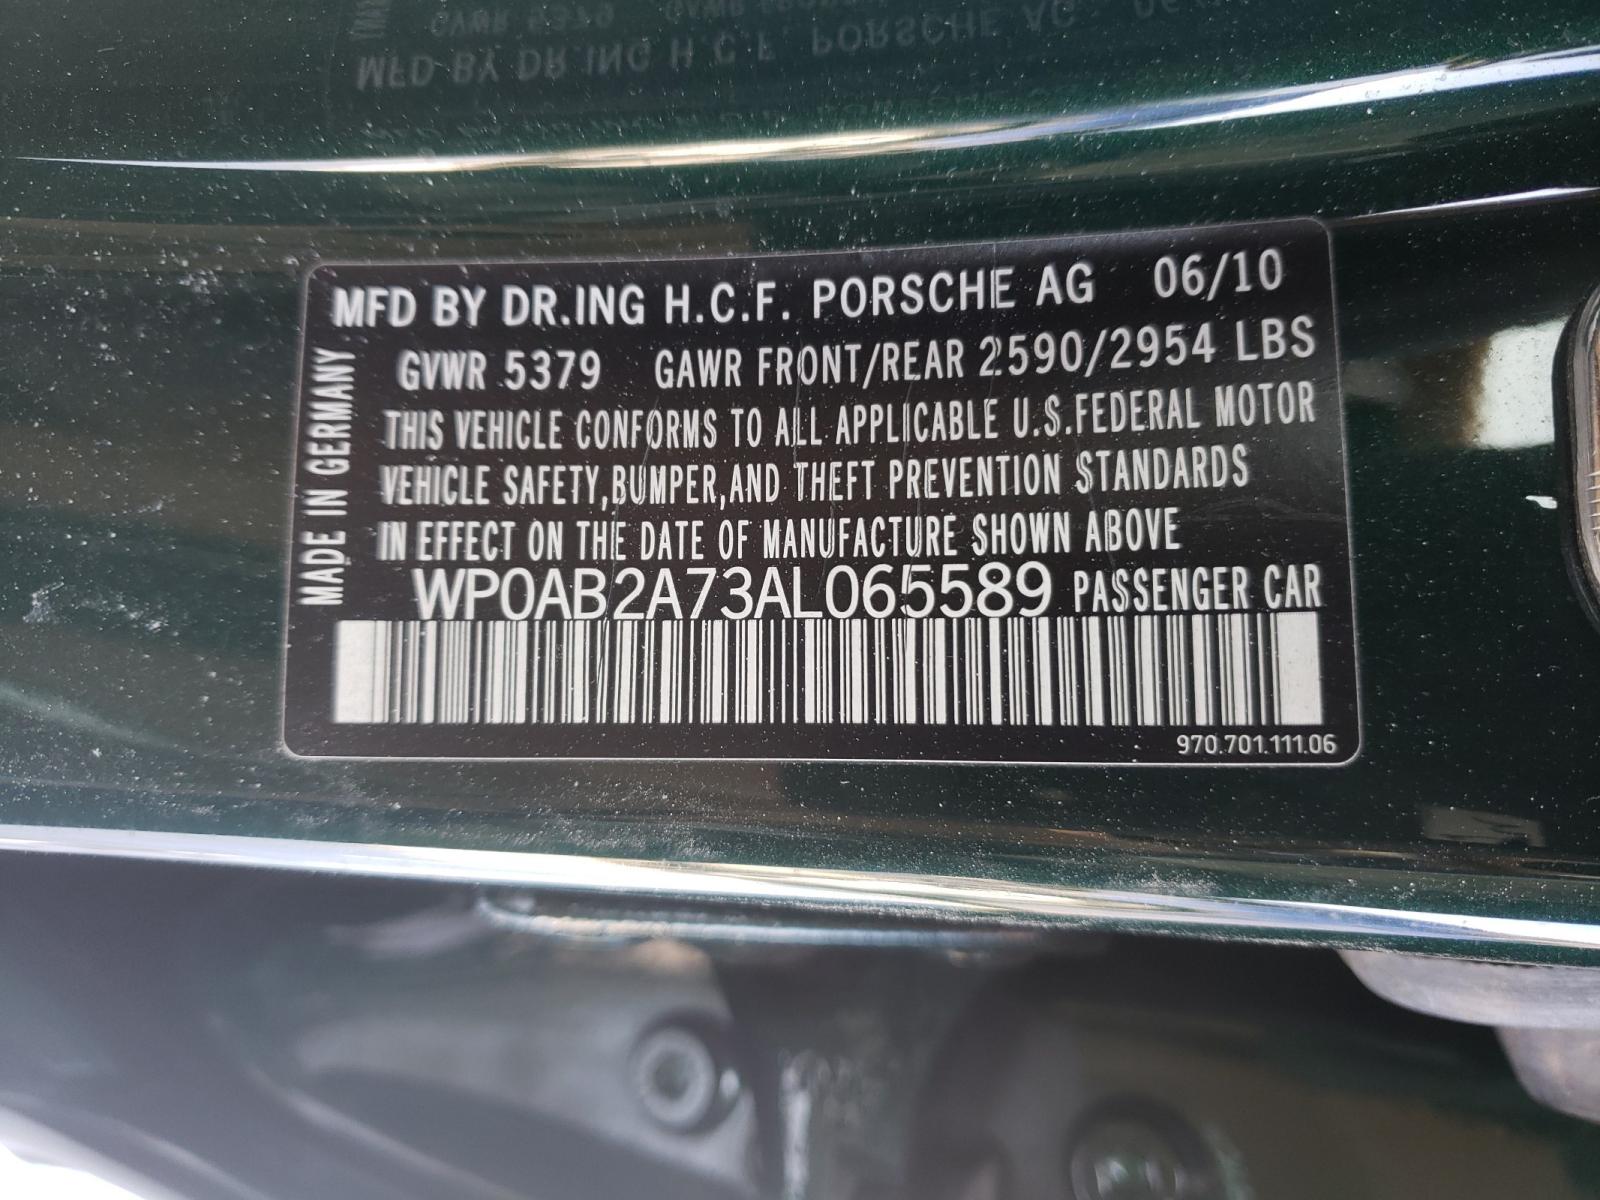 MFD BY DR.ING H.C.F. PORSCHE AG 06/10
GVWR 5379 GAWR FRONT/REAR 2590/2954 LBS
THIS VEHICLE CONFORMS TO ALL APPLICABLE U.S.FEDERAL MOTOR
VEHICLE SAFETY,BUMPER,AND THEFT PREVENTION STANDARDS
IN EFFECT ON THE DATE OF MANUFACTURE SHOWN ABOVE
WP0AB2A73AL065589 PASSENGER CAR
MADE IN GERMANY
970.701.111.06